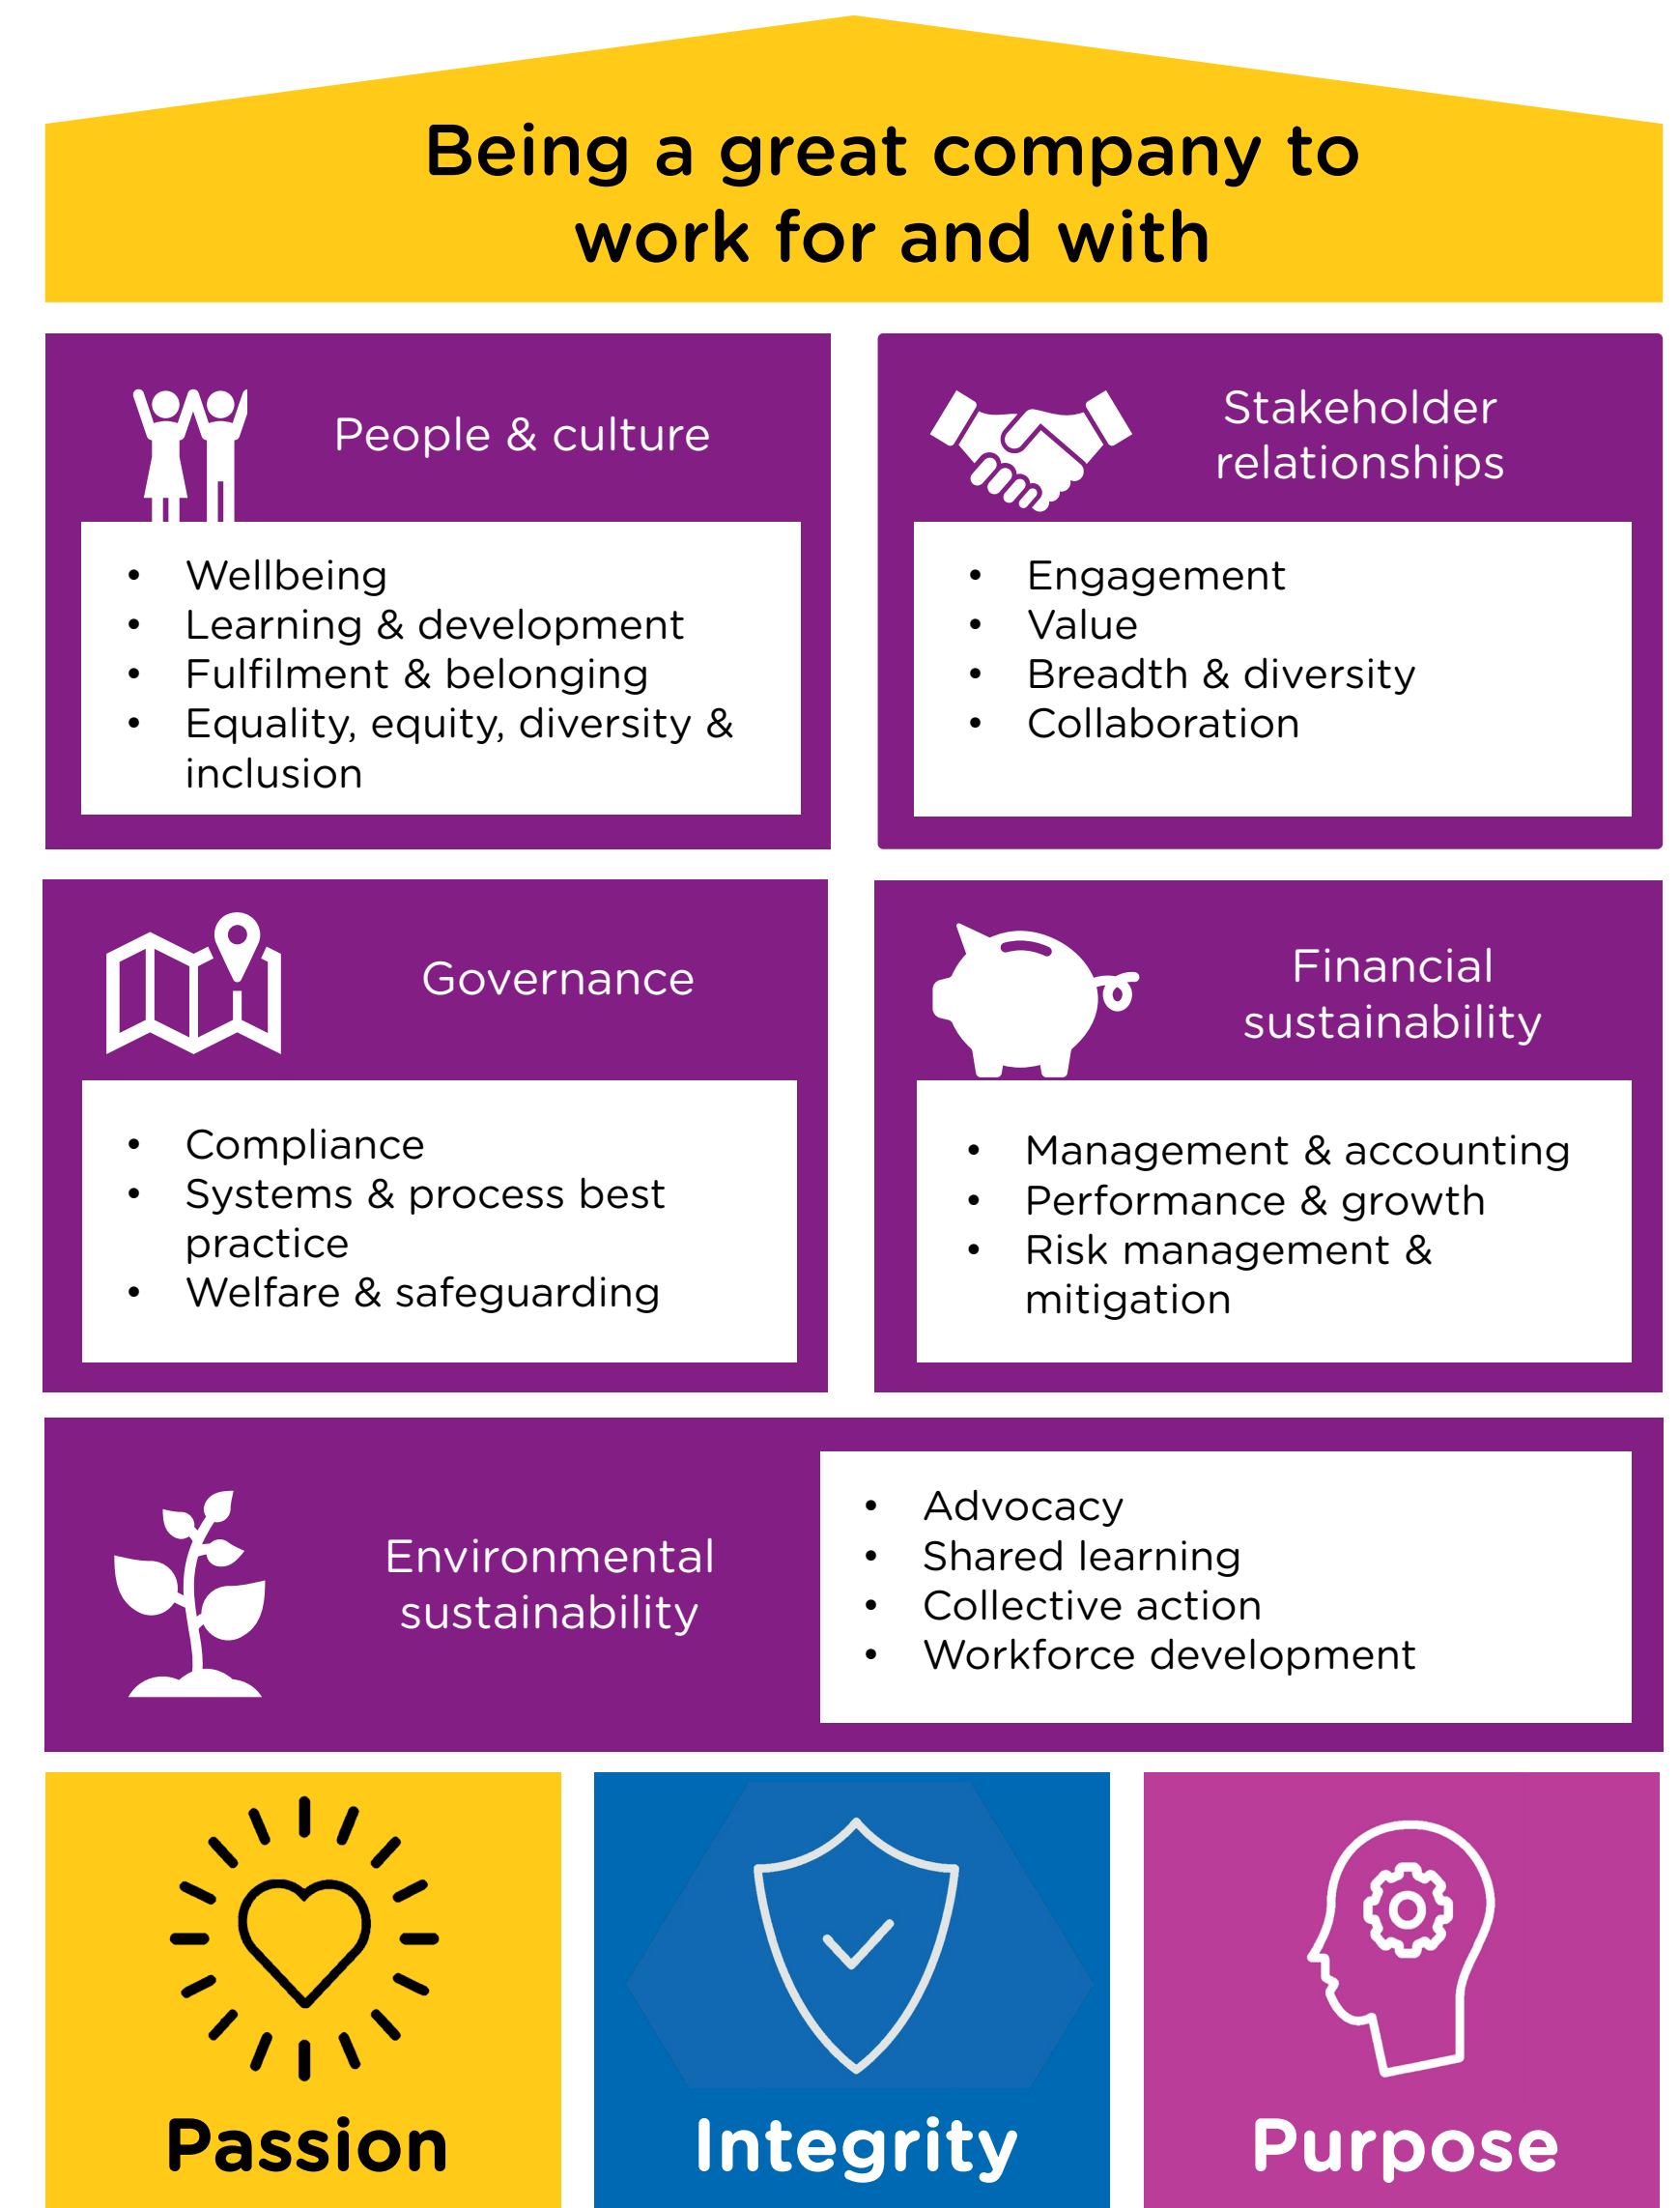 Being a great company to
work for and with
People & culture
• Wellbeing
• Learning & development
• Fulfilment & belonging
• Equality, equity, diversity &
inclusion
Stakeholder
relationships
• Engagement
• Value
• Breadth & diversity
• Collaboration
Governance
• Compliance
• Systems & process best
practice
• Welfare & safeguarding
Financial
sustainability
• Management & accounting
• Performance & growth
• Risk management &
mitigation
Environmental
sustainability
• Advocacy
• Shared learning
• Collective action
• Workforce development
Passion
Integrity
Purpose